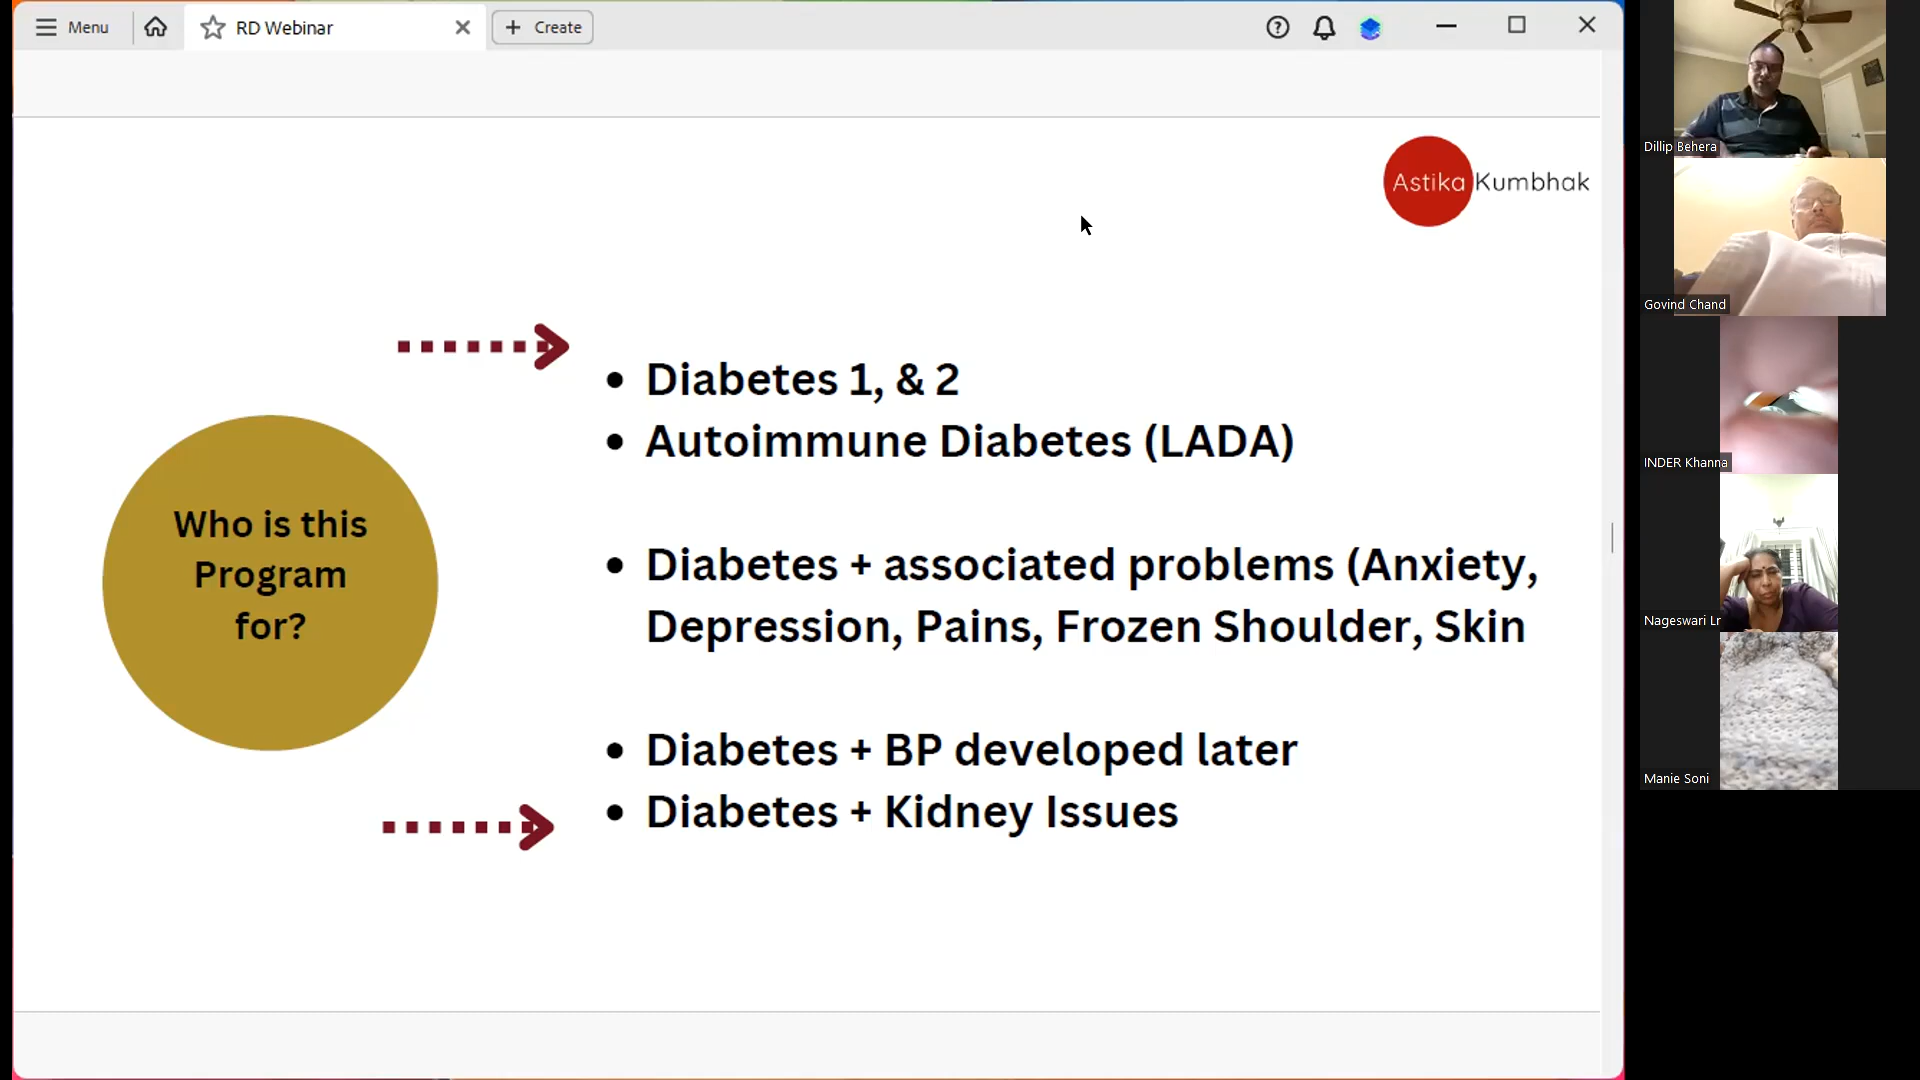 Menu
RD Webinar
+ Create
Astika Kumbhak
Who is this
Program
for?
• Diabetes 1, & 2
• Autoimmune Diabetes (LADA)
• Diabetes + associated problems (Anxiety,
Depression, Pains, Frozen Shoulder, Skin
• Diabetes + BP developed later
• Diabetes + Kidney Issues
Dillip Behera
Govind Chand
INDER Khanna
Nageswari Lr
Manie Soni